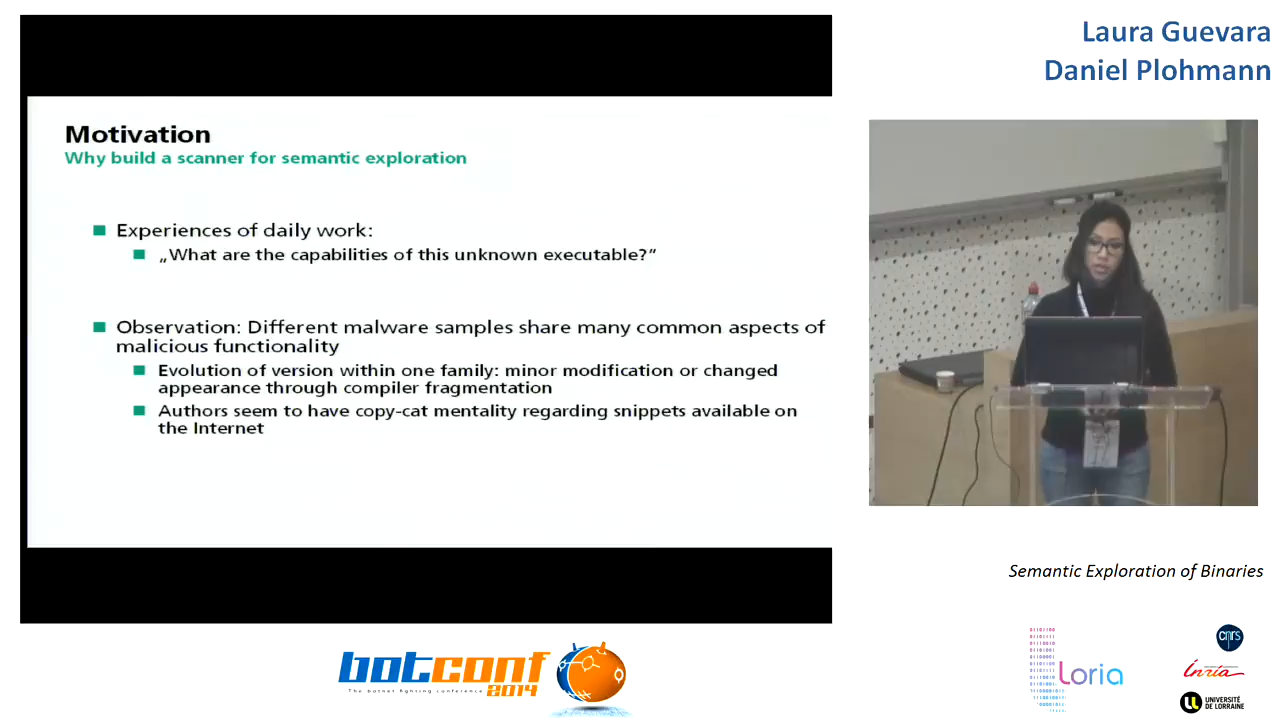 Laura Guevara
Daniel Plohmann
Motivation
Why build a scanner for semantic exploration
Experiences of daily work:
„What are the capabilities of this unknown executable?“
Observation: Different malware samples share many common aspects of
malicious functionality
Evolution of version within one family: minor modification or changed
appearance through compiler fragmentation
Authors seem to have copy-cat mentality regarding snippets available on
the Internet
Semantic Exploration of Binaries
botconf
2014
The botnet fighting conference
Loria
cnrs
Inria
UNIVERSITÉ
DE LORRAINE